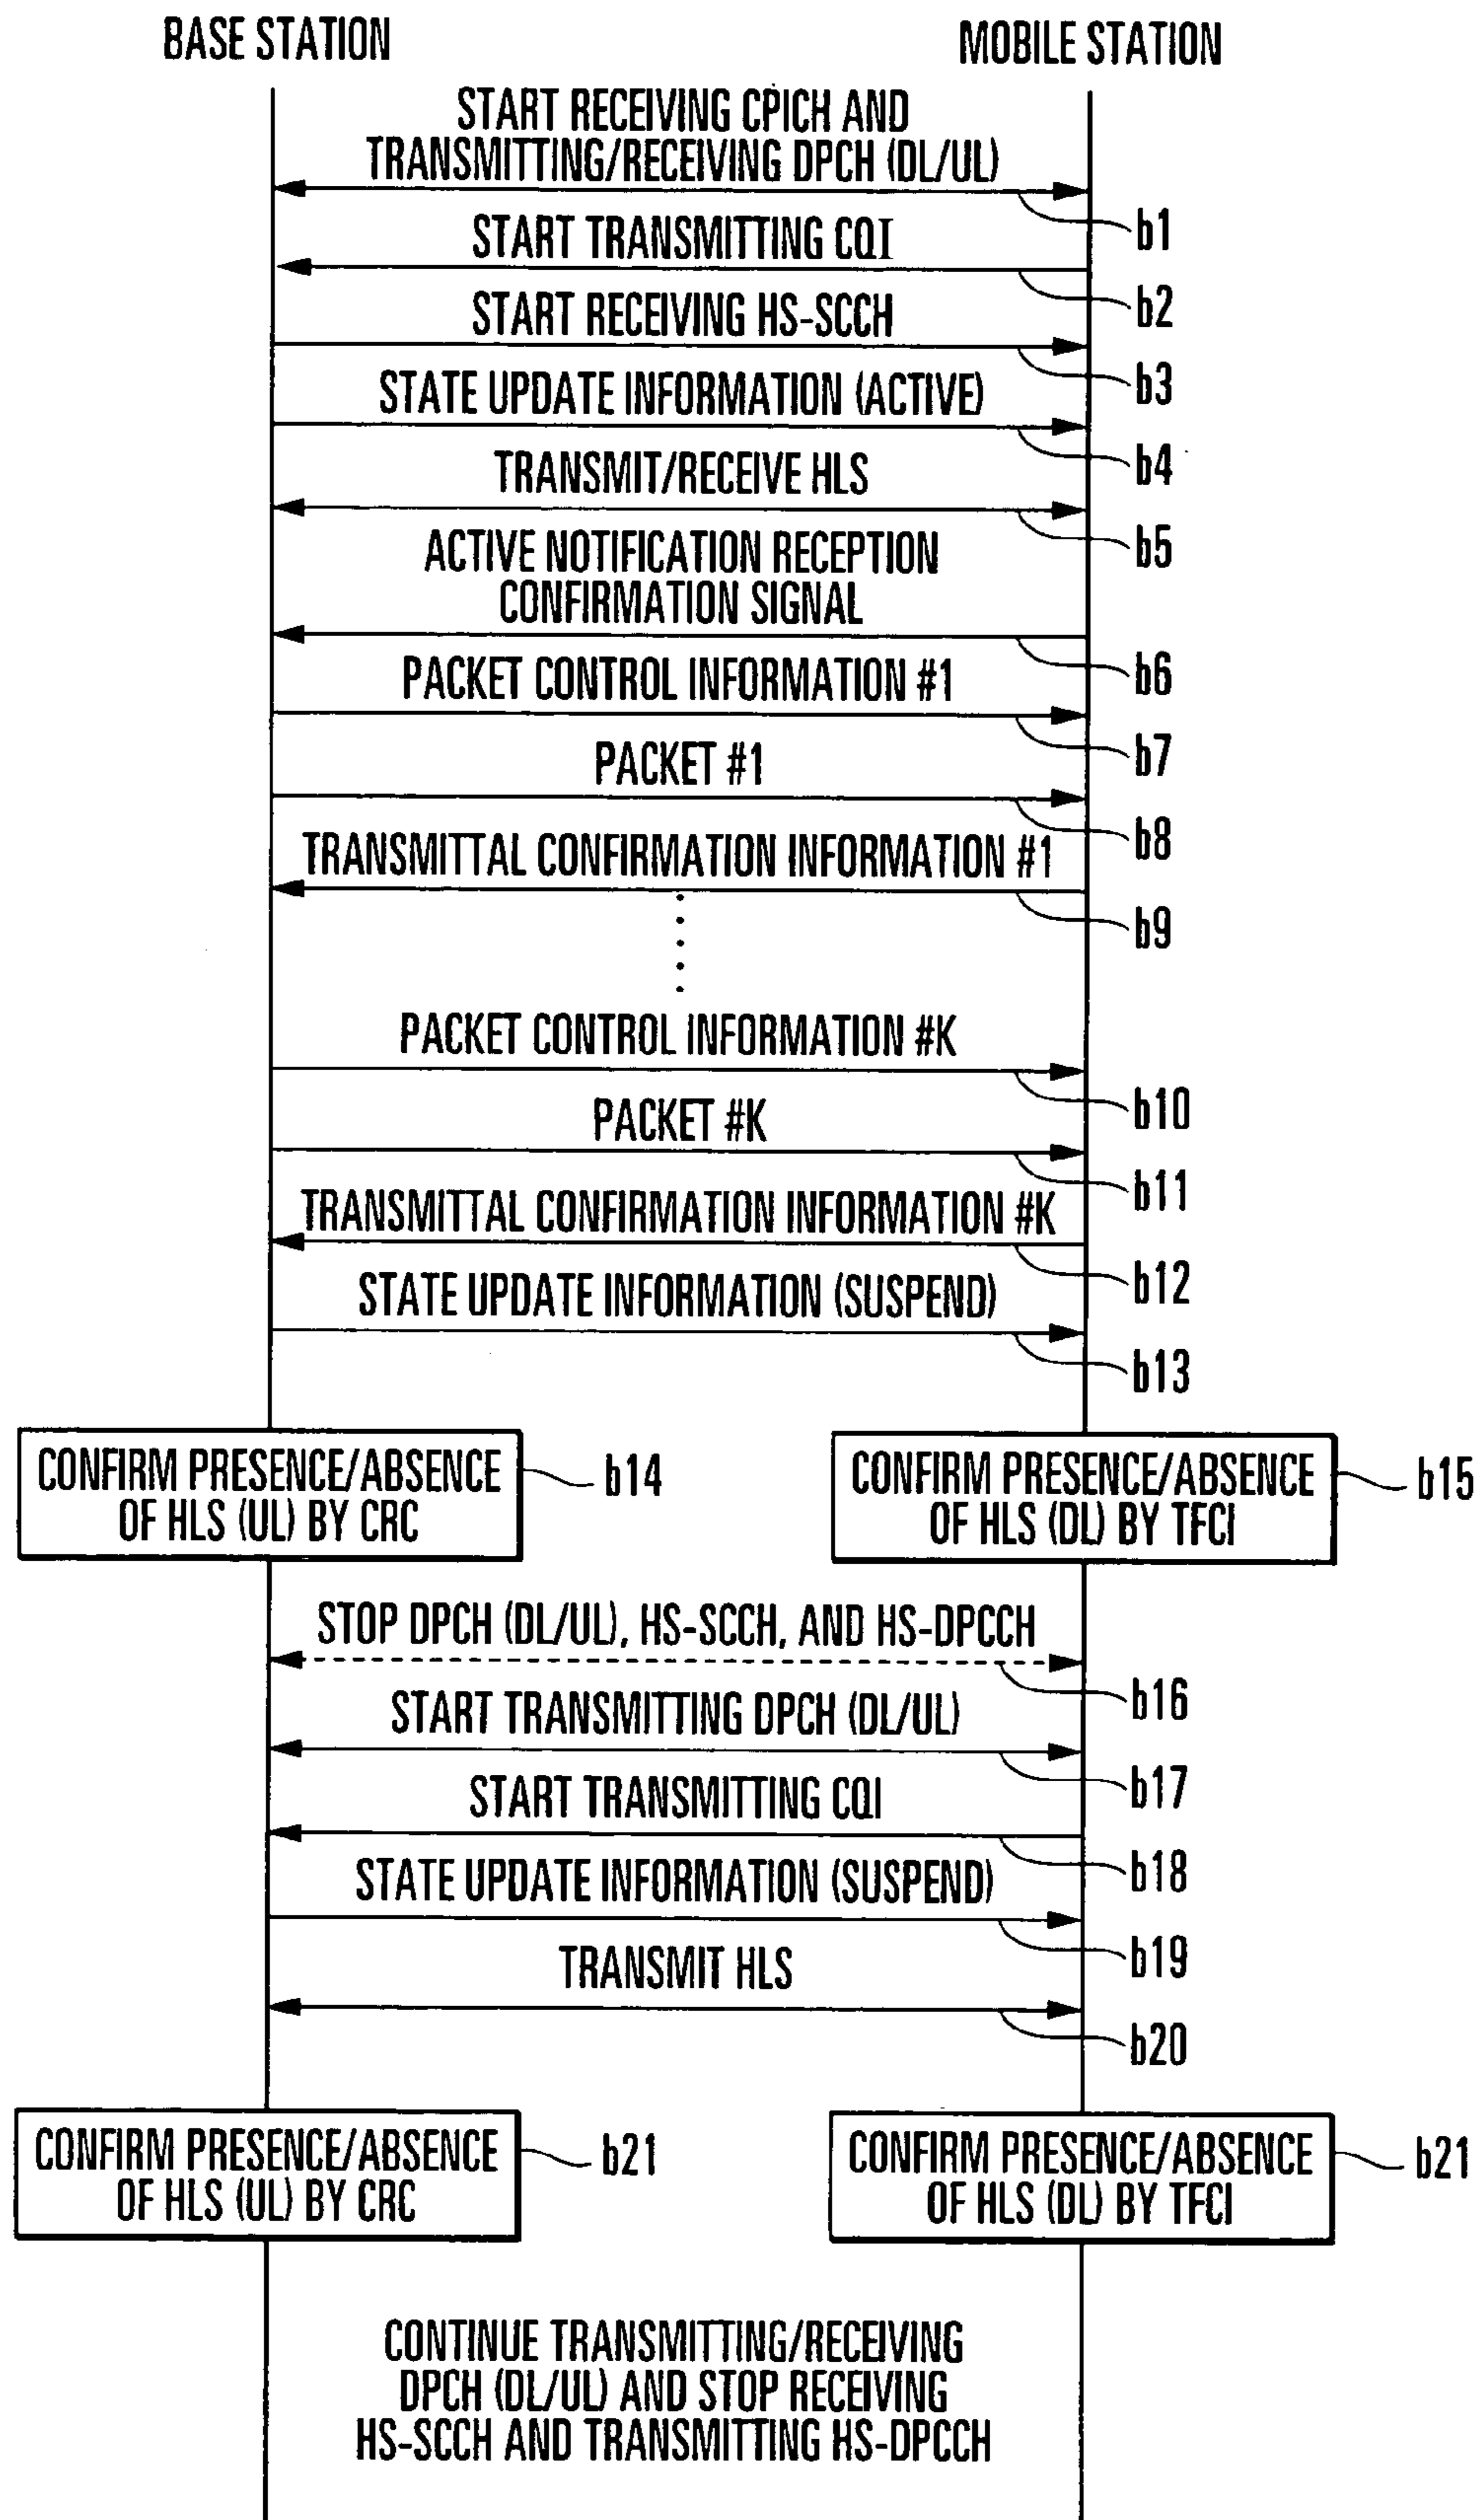 BASE STATION
MOBILE STATION
START RECEIVING CPICH AND
TRANSMITTING/RECEIVING DPCH (DL/UL)
b1
START TRANSMITTING CQI
b2
START RECEIVING HS-SCCH
b3
STATE UPDATE INFORMATION (ACTIVE)
b4
TRANSMIT/RECEIVE HLS
b5
ACTIVE NOTIFICATION RECEPTION
CONFIRMATION SIGNAL
b6
PACKET CONTROL INFORMATION #1
b7
PACKET #1
b8
TRANSMITTAL CONFIRMATION INFORMATION #1
b9
PACKET CONTROL INFORMATION #K
b10
PACKET #K
b11
TRANSMITTAL CONFIRMATION INFORMATION #K
b12
STATE UPDATE INFORMATION (SUSPEND)
b13
CONFIRM PRESENCE/ABSENCE
OF HLS (UL) BY CRC
b14
CONFIRM PRESENCE/ABSENCE
OF HLS (DL) BY TFCI
b15
STOP DPCH (DL/UL), HS-SCCH, AND HS-DPCCH
b16
START TRANSMITTING DPCH (DL/UL)
b17
START TRANSMITTING CQI
b18
STATE UPDATE INFORMATION (SUSPEND)
b19
TRANSMIT HLS
b20
CONFIRM PRESENCE/ABSENCE
OF HLS (UL) BY CRC
b21
CONFIRM PRESENCE/ABSENCE
OF HLS (DL) BY TFCI
b21
CONTINUE TRANSMITTING/RECEIVING
DPCH (DL/UL) AND STOP RECEIVING
HS-SCCH AND TRANSMITTING HS-DPCCH